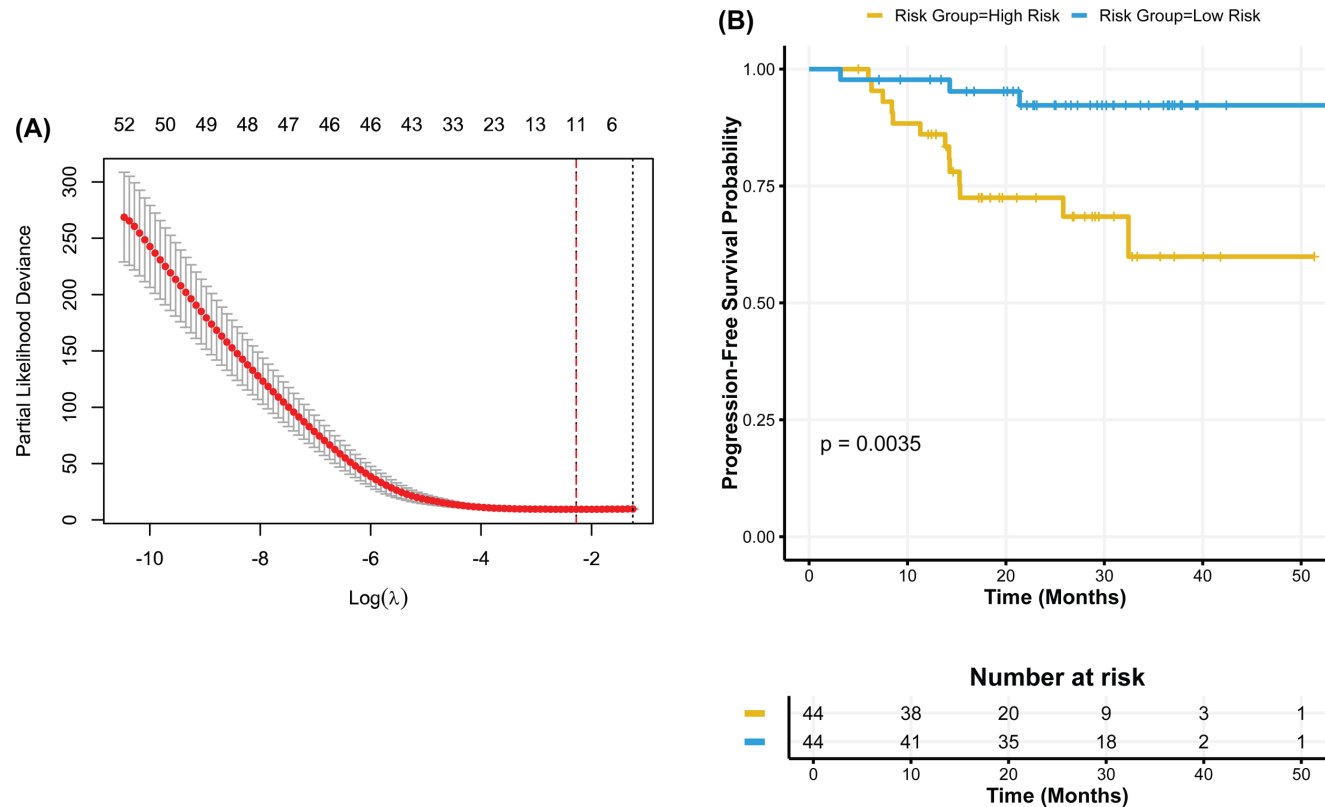 (A)
52 50 49 48 47 46 46 43 33 23 13 11 6
Partial Likelihood Deviance
300
250
200
150
100
50
0
-10 -8 -6 -4 -2
Log(λ)
(B)
Risk Group=High Risk Risk Group=Low Risk
Progression-Free Survival Probability
1.00
0.75
0.50
0.25
0.00
p = 0.0035
0 10 20 30 40 50
Time (Months)
Number at risk
44 38 20 9 3 1
44 41 35 18 2 1
0 10 20 30 40 50
Time (Months)